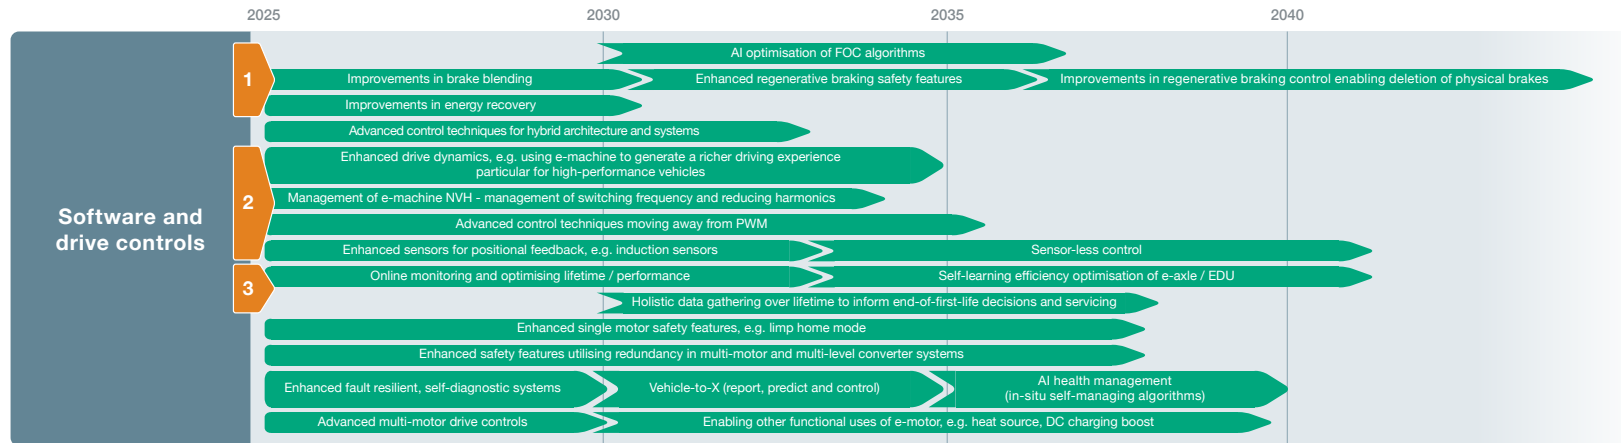 2025 2030 2035 2040
Software and
drive controls
1
AI optimisation of FOC algorithms
Improvements in brake blending
Enhanced regenerative braking safety features
Improvements in regenerative braking control enabling deletion of physical brakes
Improvements in energy recovery
Advanced control techniques for hybrid architecture and systems
2
Enhanced drive dynamics, e.g. using e-machine to generate a richer driving experience
particular for high-performance vehicles
Management of e-machine NVH - management of switching frequency and reducing harmonics
Advanced control techniques moving away from PWM
Enhanced sensors for positional feedback, e.g. induction sensors
Sensor-less control
3
Online monitoring and optimising lifetime / performance
Self-learning efficiency optimisation of e-axle / EDU
Holistic data gathering over lifetime to inform end-of-first-life decisions and servicing
Enhanced single motor safety features, e.g. limp home mode
Enhanced safety features utilising redundancy in multi-motor and multi-level converter systems
Enhanced fault resilient, self-diagnostic systems
Vehicle-to-X (report, predict and control)
AI health management
(in-situ self-managing algorithms)
Advanced multi-motor drive controls
Enabling other functional uses of e-motor, e.g. heat source, DC charging boost